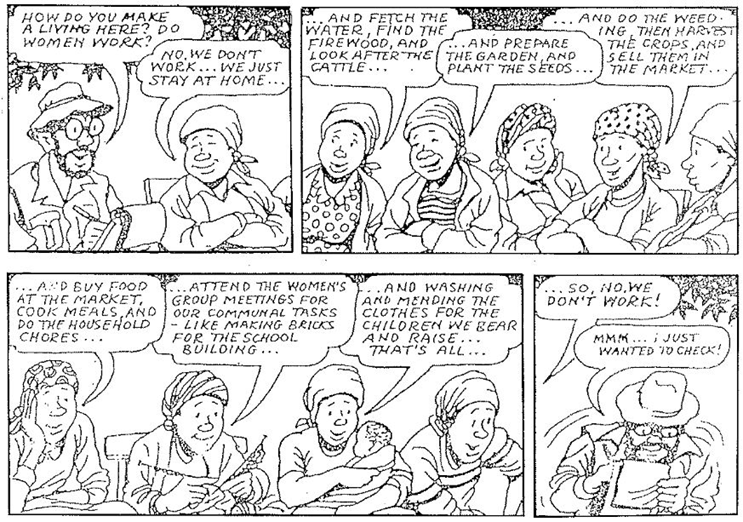 HOW DO YOU MAKE
A LIVING HERE? DO
WOMEN WORK?
NO, WE DON'T
WORK... WE JUST
STAY AT HOME...
...AND FETCH THE
WATER, FIND THE
FIREWOOD, AND
LOOK AFTER THE
CATTLE...
...AND PREPARE
THE GARDEN, AND
PLANT THE SEEDS...
...AND DO THE WEED-
ING, THEN HARVEST
THE CROPS, AND
SELL THEM IN
THE MARKET...
...AND BUY FOOD
AT THE MARKET,
COOK MEALS, AND
DO THE HOUSEHOLD
CHORES...
...ATTEND THE WOMEN'S
GROUP MEETINGS FOR
OUR COMMUNAL TASKS
- LIKE MAKING BRICKS
FOR THE SCHOOL
BUILDING...
...AND WASHING
AND MENDING THE
CLOTHES FOR THE
CHILDREN WE BEAR
AND RAISE...
THAT'S ALL...
...SO, NO, WE
DON'T WORK!
MMM... I JUST
WANTED TO CHECK!